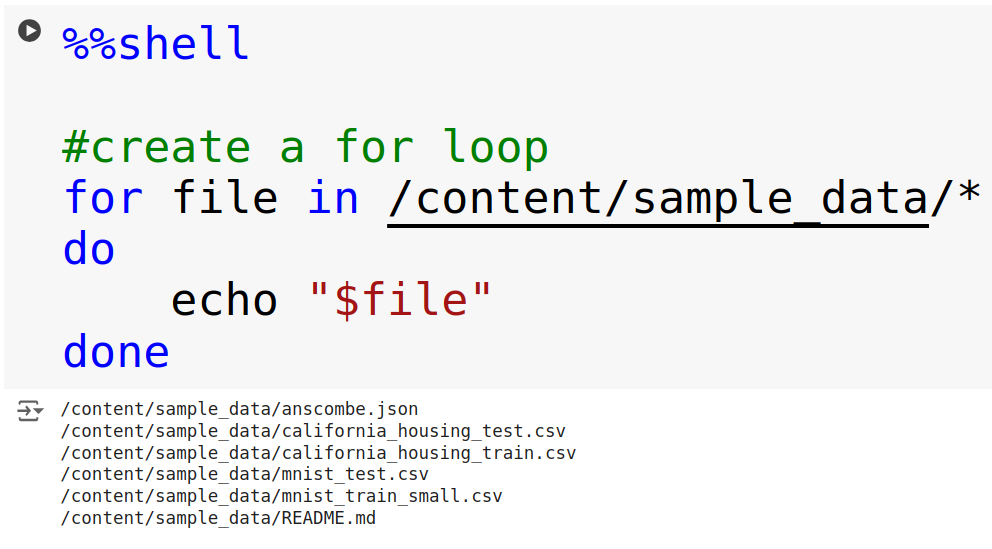 %%shell
#create a for loop
for file in /content/sample_data/*
do
    echo "$file"
done
/content/sample_data/anscombe.json
/content/sample_data/california_housing_test.csv
/content/sample_data/california_housing_train.csv
/content/sample_data/mnist_test.csv
/content/sample_data/mnist_train_small.csv
/content/sample_data/README.md